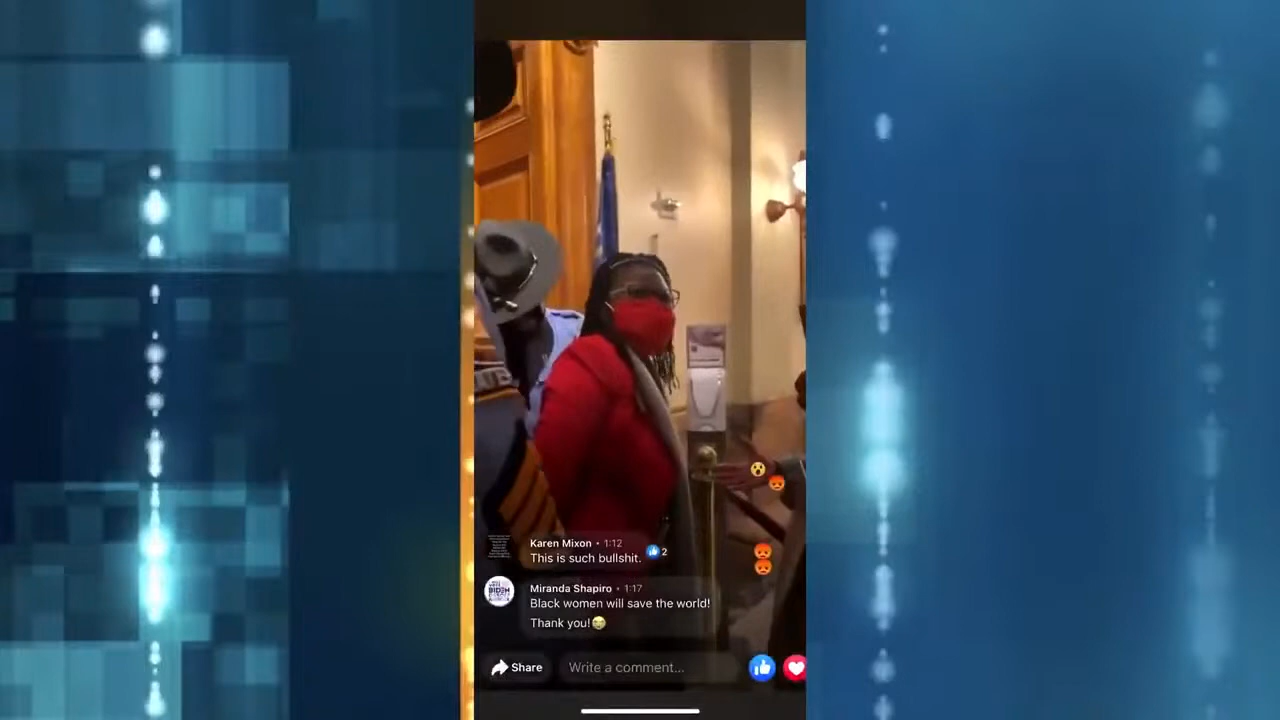 Karen Mixon • 1:12
This is such bullshit.
2
Miranda Shapiro • 1:17
Black women will save the world!
Thank you!😭
BIDEN
Share
Write a comment...